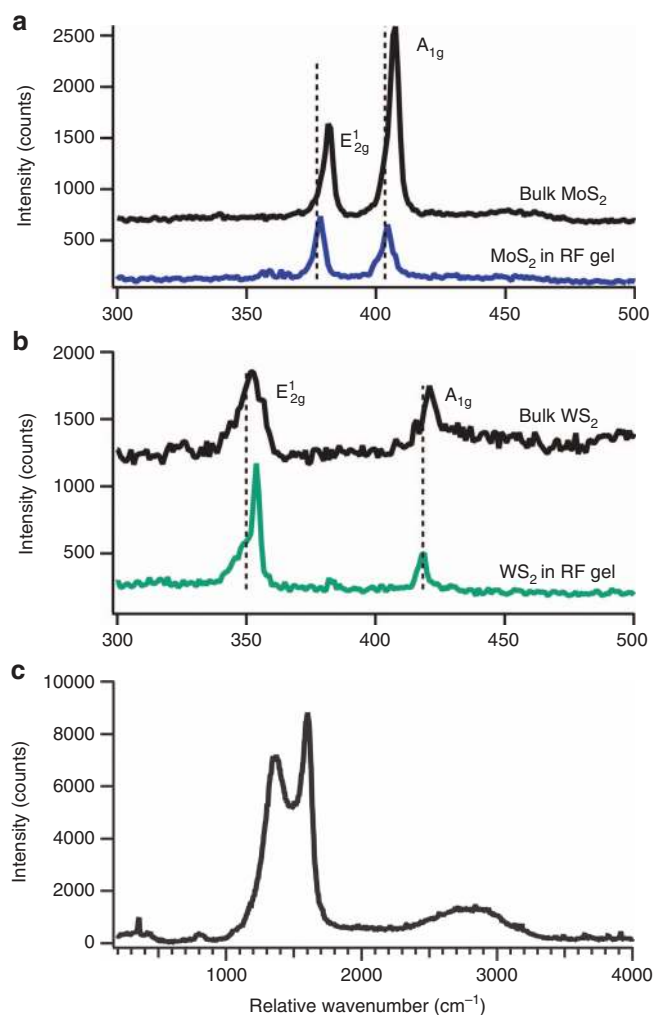 a
2500
2000
1500
1000
500
Intensity (counts)
A1g
E¹2g
Bulk MoS₂
MoS₂ in RF gel
300 350 400 450 500
b
2000
1500
1000
500
Intensity (counts)
E¹2g
A1g
Bulk WS₂
WS₂ in RF gel
300 350 400 450 500
c
10000
8000
6000
4000
2000
0
Intensity (counts)
1000 2000 3000 4000
Relative wavenumber (cm⁻¹)